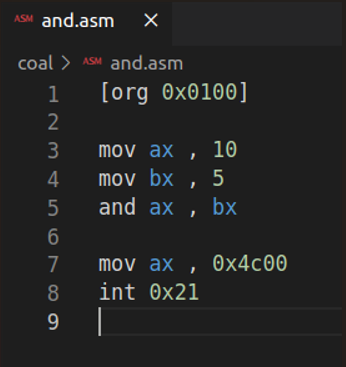 ASM and.asm ×
coal > ASM and.asm
1 [org 0x0100]
2
3 mov ax , 10
4 mov bx , 5
5 and ax , bx
6
7 mov ax , 0x4c00
8 int 0x21
9